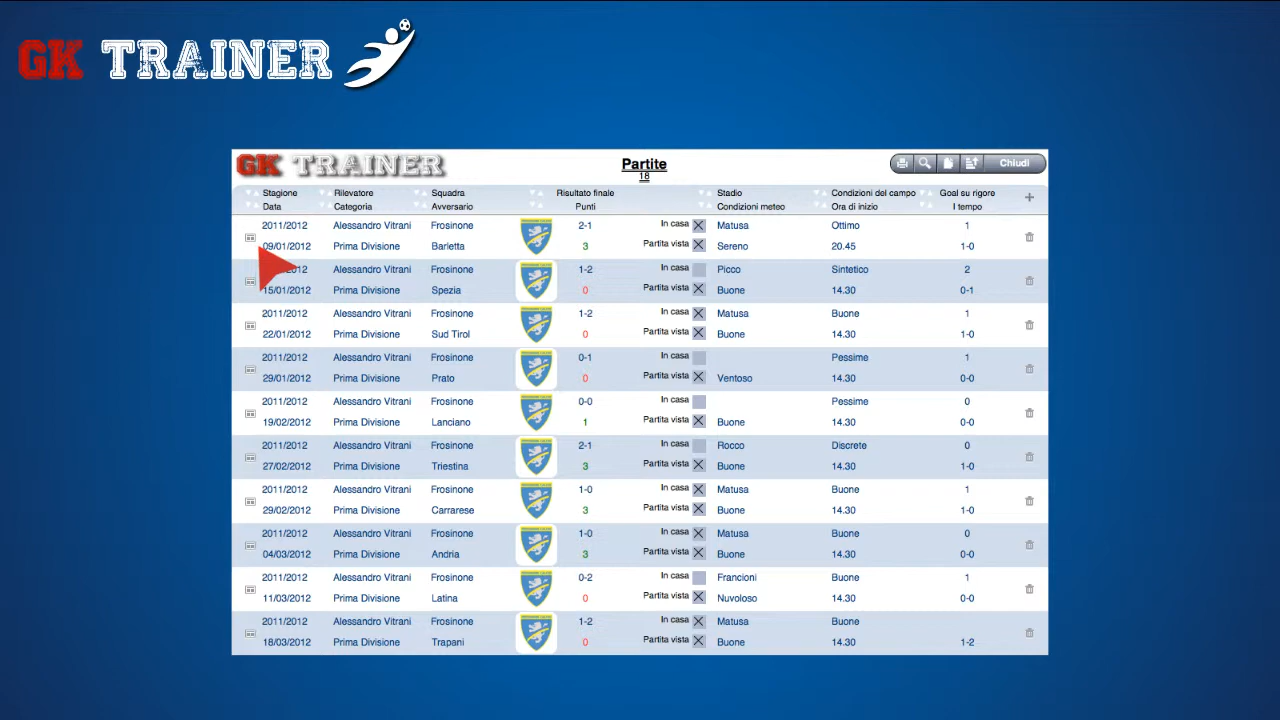 GK TRAINER
GK TRAINER
Partite
18
Chiudi
Stagione Rilevatore Squadra Risultato finale Stadio Condizioni del campo Goal su rigore
Data Categoria Avversario Punti Condizioni meteo Ora di inizio I tempo
2011/2012 Alessandro Vitrani Frosinone 2-1 In casa Matusa Ottimo 1
09/01/2012 Prima Divisione Barletta 3 Partita vista Sereno 20.45 1-0
Alessandro Vitrani Frosinone 1-2 In casa Picco Sintetico 2
15/01/2012 Prima Divisione Spezia 0 Partita vista Buone 14.30 0-1
2011/2012 Alessandro Vitrani Frosinone 1-2 In casa Matusa Buone 1
22/01/2012 Prima Divisione Sud Tirol 0 Partita vista Buone 14.30 1-0
2011/2012 Alessandro Vitrani Frosinone 0-1 In casa Pessime 1
29/01/2012 Prima Divisione Prato 0 Partita vista Ventoso 14.30 0-0
2011/2012 Alessandro Vitrani Frosinone 0-0 In casa Pessime 0
19/02/2012 Prima Divisione Lanciano 1 Partita vista Buone 14.30 0-0
2011/2012 Alessandro Vitrani Frosinone 2-1 In casa Rocco Discrete 0
27/02/2012 Prima Divisione Triestina 3 Partita vista Buone 14.30 1-0
2011/2012 Alessandro Vitrani Frosinone 1-0 In casa Matusa Buone 1
29/02/2012 Prima Divisione Carrarese 3 Partita vista Buone 14.30 1-0
2011/2012 Alessandro Vitrani Frosinone 1-0 In casa Matusa Buone 0
04/03/2012 Prima Divisione Andria 3 Partita vista Buone 14.30 0-0
2011/2012 Alessandro Vitrani Frosinone 0-2 In casa Francioni Buone 1
11/03/2012 Prima Divisione Latina 0 Partita vista Nuvoloso 14.30 0-0
2011/2012 Alessandro Vitrani Frosinone 1-2 In casa Matusa Buone
18/03/2012 Prima Divisione Trapani 0 Partita vista Buone 14.30 1-2